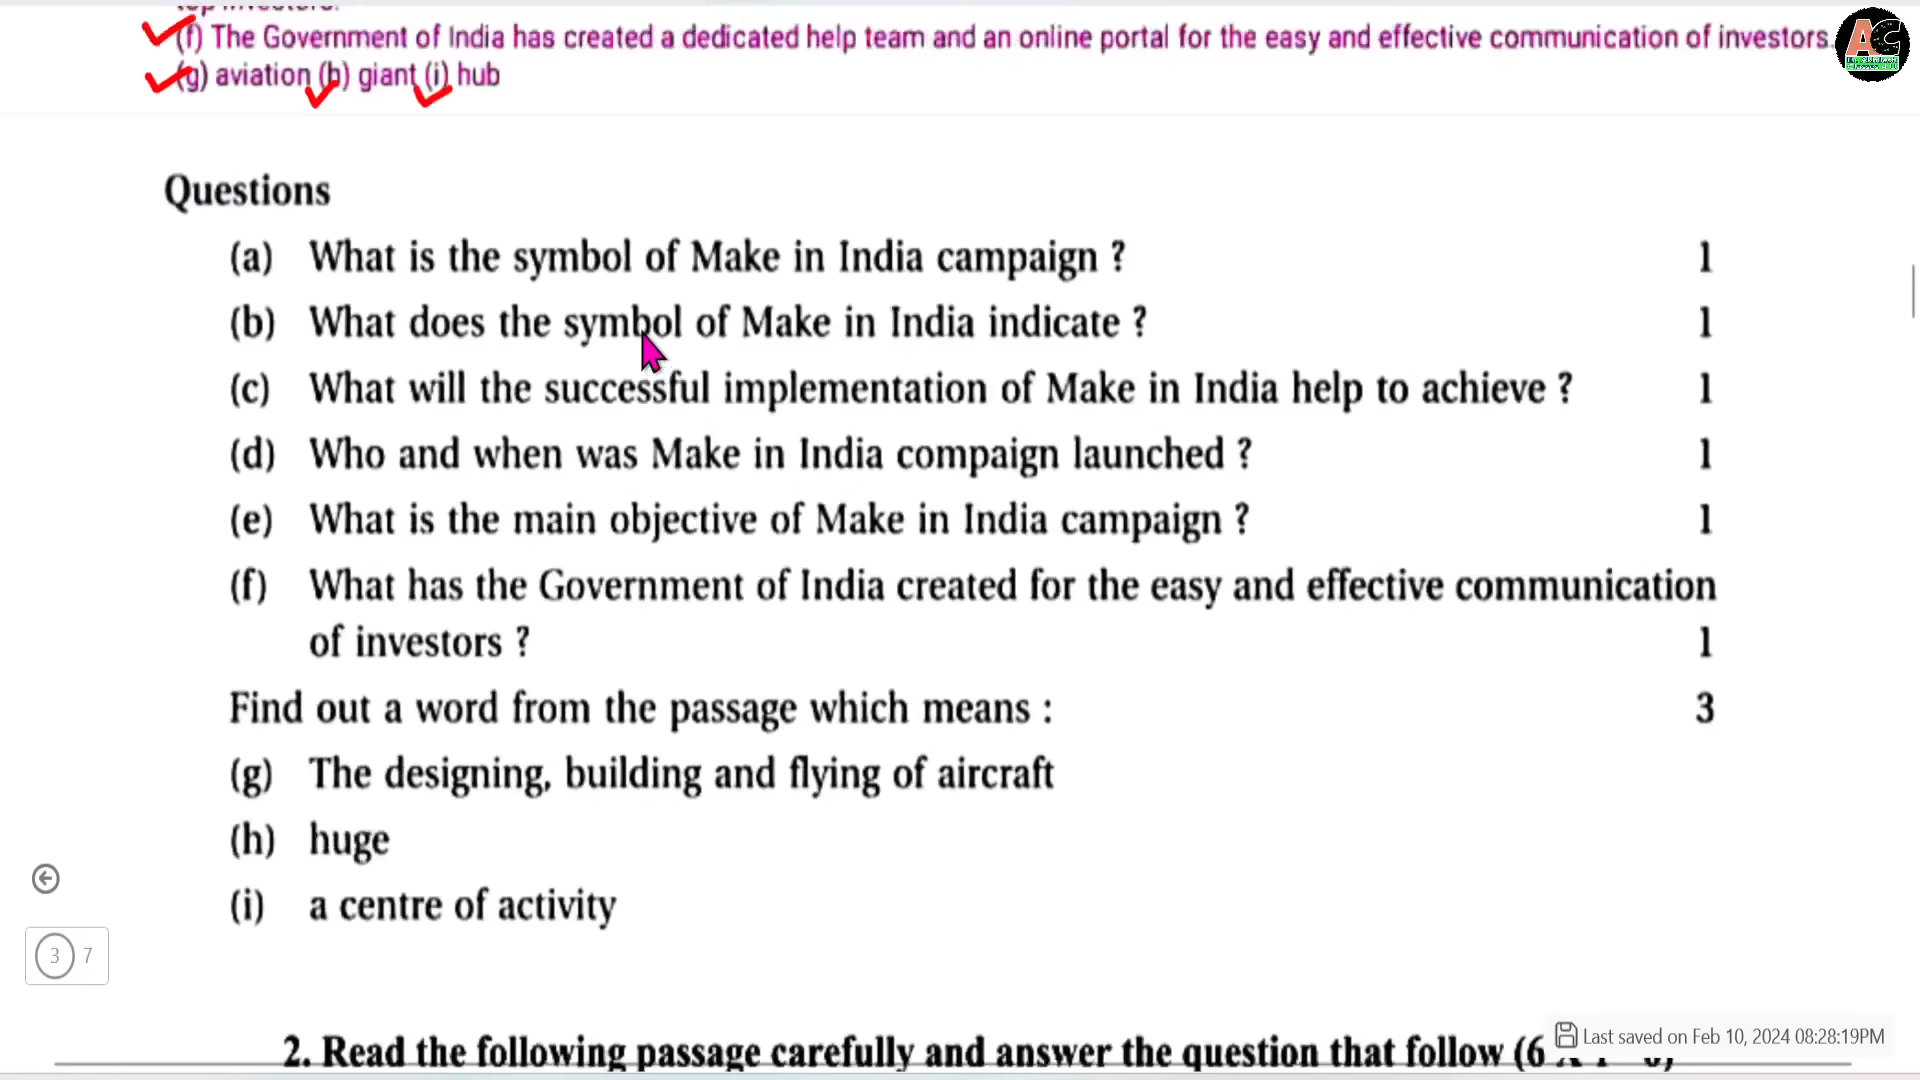 (f) The Government of India has created a dedicated help team and an online portal for the easy and effective communication of investors.
(g) aviation (h) giant (i) hub
AC
Questions
(a) What is the symbol of Make in India campaign ? 1
(b) What does the symbol of Make in India indicate ? 1
(c) What will the successful implementation of Make in India help to achieve ? 1
(d) Who and when was Make in India compaign launched ? 1
(e) What is the main objective of Make in India campaign ? 1
(f) What has the Government of India created for the easy and effective communication
of investors ? 1
Find out a word from the passage which means : 3
(g) The designing, building and flying of aircraft
(h) huge
(i) a centre of activity
3 7
2. Read the following passage carefully and answer the question that follow (6
Last saved on Feb 10, 2024 08:28:19PM